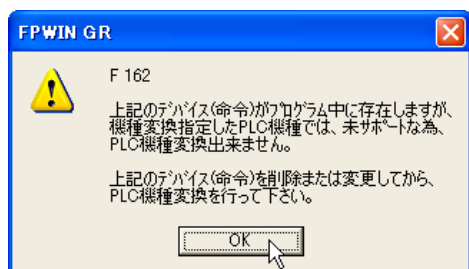 FPWIN GR
F 162
上記のﾃﾞﾊﾞｲｽ(命令)がﾌﾟﾛｸﾞﾗﾑ中に存在しますが、
機種変換指定したPLC機種では、未ｻﾎﾟｰﾄな為、
PLC機種変換出来ません。
上記のﾃﾞﾊﾞｲｽ(命令)を削除または変更してから、
PLC機種変換を行って下さい。
OK